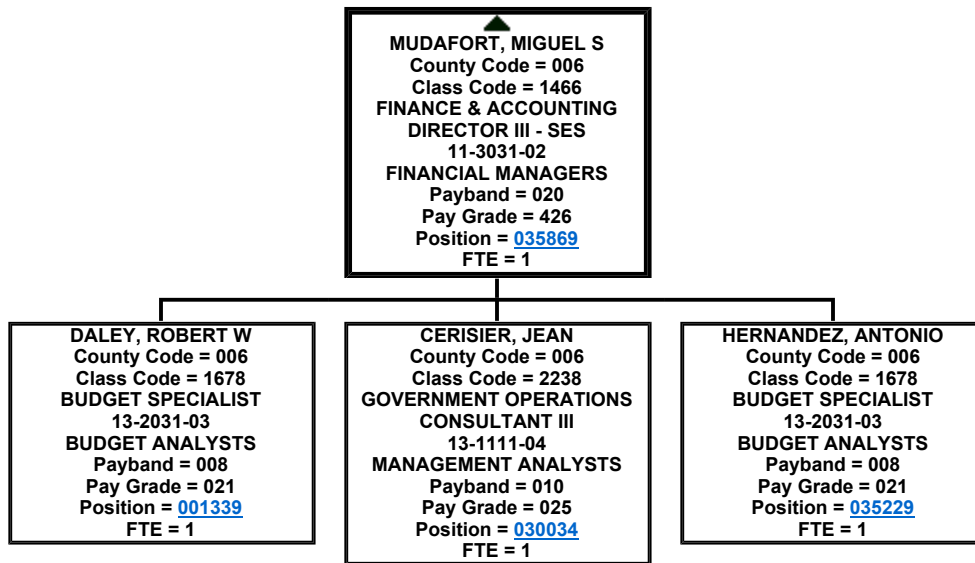 MUDAFORT, MIGUEL S
County Code = 006
Class Code = 1466
FINANCE & ACCOUNTING
DIRECTOR III - SES
11-3031-02
FINANCIAL MANAGERS
Payband = 020
Pay Grade = 426
Position = 035869
FTE = 1
DALEY, ROBERT W
County Code = 006
Class Code = 1678
BUDGET SPECIALIST
13-2031-03
BUDGET ANALYSTS
Payband = 008
Pay Grade = 021
Position = 001339
FTE = 1
CERISIER, JEAN
County Code = 006
Class Code = 2238
GOVERNMENT OPERATIONS
CONSULTANT III
13-1111-04
MANAGEMENT ANALYSTS
Payband = 010
Pay Grade = 025
Position = 030034
FTE = 1
HERNANDEZ, ANTONIO
County Code = 006
Class Code = 1678
BUDGET SPECIALIST
13-2031-03
BUDGET ANALYSTS
Payband = 008
Pay Grade = 021
Position = 035229
FTE = 1